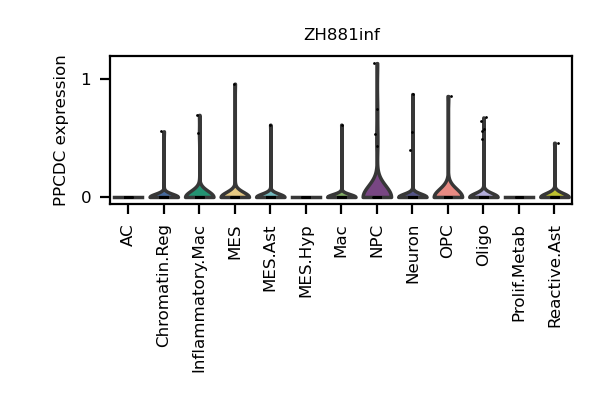 ZH881inf
PPCDC expression
1
0
AC
Chromatin.Reg
Inflammatory.Mac
MES
MES.Ast
MES.Hyp
Mac
NPC
Neuron
OPC
Oligo
Prolif.Metab
Reactive.Ast